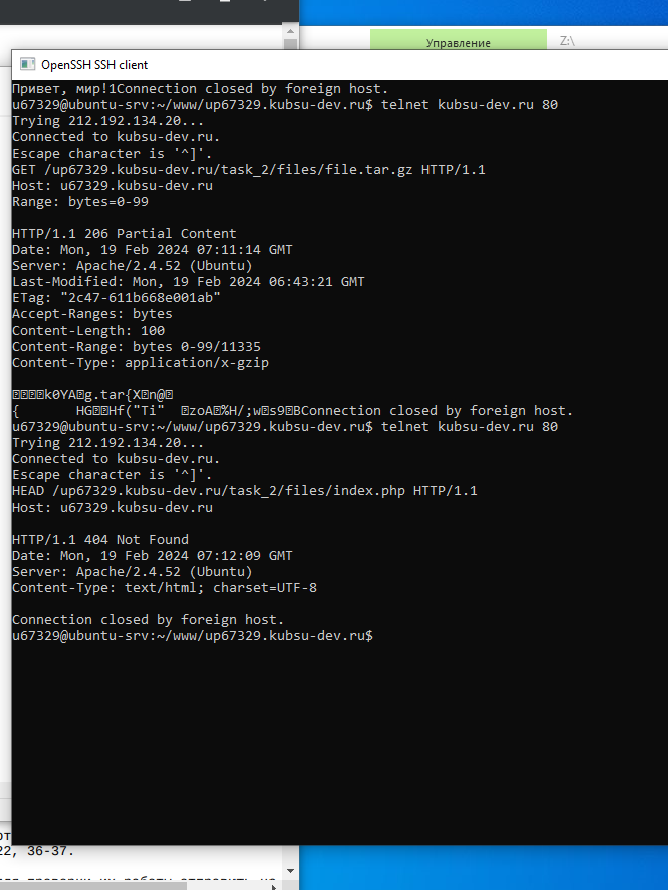 Управление
Z:\
OpenSSH SSH client
Привет, мир!1Connection closed by foreign host.
u67329@ubuntu-srv:~/www/up67329.kubsu-dev.ru$ telnet kubsu-dev.ru 80
Trying 212.192.134.20...
Connected to kubsu-dev.ru.
Escape character is '^]'.
GET /up67329.kubsu-dev.ru/task_2/files/file.tar.gz HTTP/1.1
Host: u67329.kubsu-dev.ru
Range: bytes=0-99
HTTP/1.1 206 Partial Content
Date: Mon, 19 Feb 2024 07:11:14 GMT
Server: Apache/2.4.52 (Ubuntu)
Last-Modified: Mon, 19 Feb 2024 06:43:21 GMT
ETag: "2c47-611b668e001ab"
Accept-Ranges: bytes
Content-Length: 100
Content-Range: bytes 0-99/11335
Content-Type: application/x-gzip
k0YA g.tar{X n@
{ HG Hf("Ti" zoA %H/;w s9 BConnection closed by foreign host.
u67329@ubuntu-srv:~/www/up67329.kubsu-dev.ru$ telnet kubsu-dev.ru 80
Trying 212.192.134.20...
Connected to kubsu-dev.ru.
Escape character is '^]'.
HEAD /up67329.kubsu-dev.ru/task_2/files/index.php HTTP/1.1
Host: u67329.kubsu-dev.ru
HTTP/1.1 404 Not Found
Date: Mon, 19 Feb 2024 07:12:09 GMT
Server: Apache/2.4.52 (Ubuntu)
Content-Type: text/html; charset=UTF-8
Connection closed by foreign host.
u67329@ubuntu-srv:~/www/up67329.kubsu-dev.ru$
от
22, 36-37.